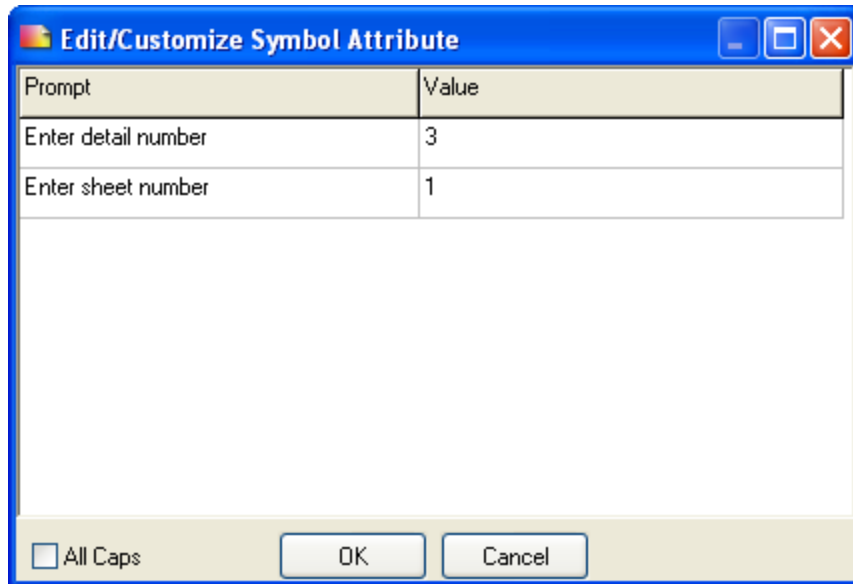 Edit/Customize Symbol Attribute
Prompt Value
Enter detail number 3
Enter sheet number 1
All Caps OK Cancel